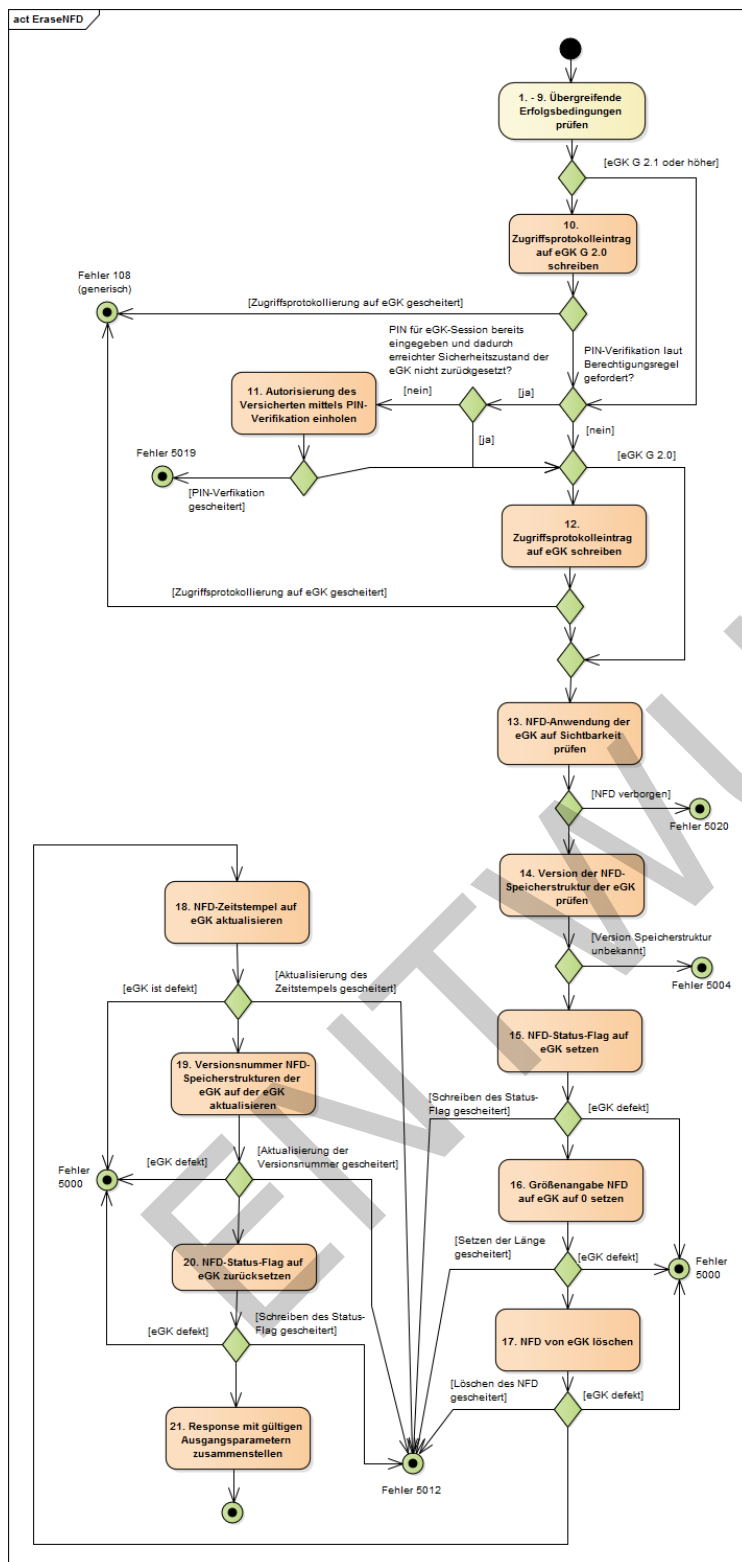 act EraseNFD
1. - 9. Übergreifende
Erfolgsbedingungen
prüfen
[eGK G 2.1 oder höher]
10.
Zugriffsprotokolleintrag
auf eGK G 2.0
schreiben
Fehler 108
(generisch)
[Zugriffsprotokollierung auf eGK gescheitert]
PIN für eGK-Session bereits
eingegeben und dadurch
erreichter Sicherheitszustand der
eGK nicht zurückgesetzt?
PIN-Verifikation laut
Berechtigungsregel
gefordert?
11. Autorisierung des
Versicherten mittels PIN-
Verifikation einholen
[nein]
[ja]
[nein]
[ja]
[eGK G 2.0]
Fehler 5019
[PIN-Verfikation
gescheitert]
12.
Zugriffsprotokolleintrag
auf eGK schreiben
[Zugriffsprotokollierung auf eGK gescheitert]
13. NFD-Anwendung der
eGK auf Sichtbarkeit
prüfen
[NFD verborgen]
Fehler 5020
14. Version der NFD-
Speicherstruktur der eGK
prüfen
[Version Speicherstruktur
unbekannt]
Fehler 5004
15. NFD-Status-Flag auf
eGK setzen
[Schreiben des Status-
Flag gescheitert]
[eGK defekt]
16. Größenangabe NFD
auf eGK auf 0 setzen
[Setzen der Länge
gescheitert]
[eGK defekt]
Fehler
5000
17. NFD von eGK löschen
[Löschen des NFD
gescheitert]
[eGK defekt]
18. NFD-Zeitstempel auf
eGK aktualisieren
[eGK ist defekt]
[Aktualisierung des
Zeitstempels gescheitert]
19. Versionsnummer NFD-
Speicherstrukturen der
eGK auf der eGK
aktualisieren
Fehler
5000
[eGK defekt]
[Aktualisierung der
Versionsnummer gescheitert]
20. NFD-Status-Flag auf
eGK zurücksetzen
[eGK defekt]
[Schreiben des Status-
Flag gescheitert]
21. Response mit gültigen
Ausgangsparametern
zusammenstellen
Fehler 5012
ENTWU